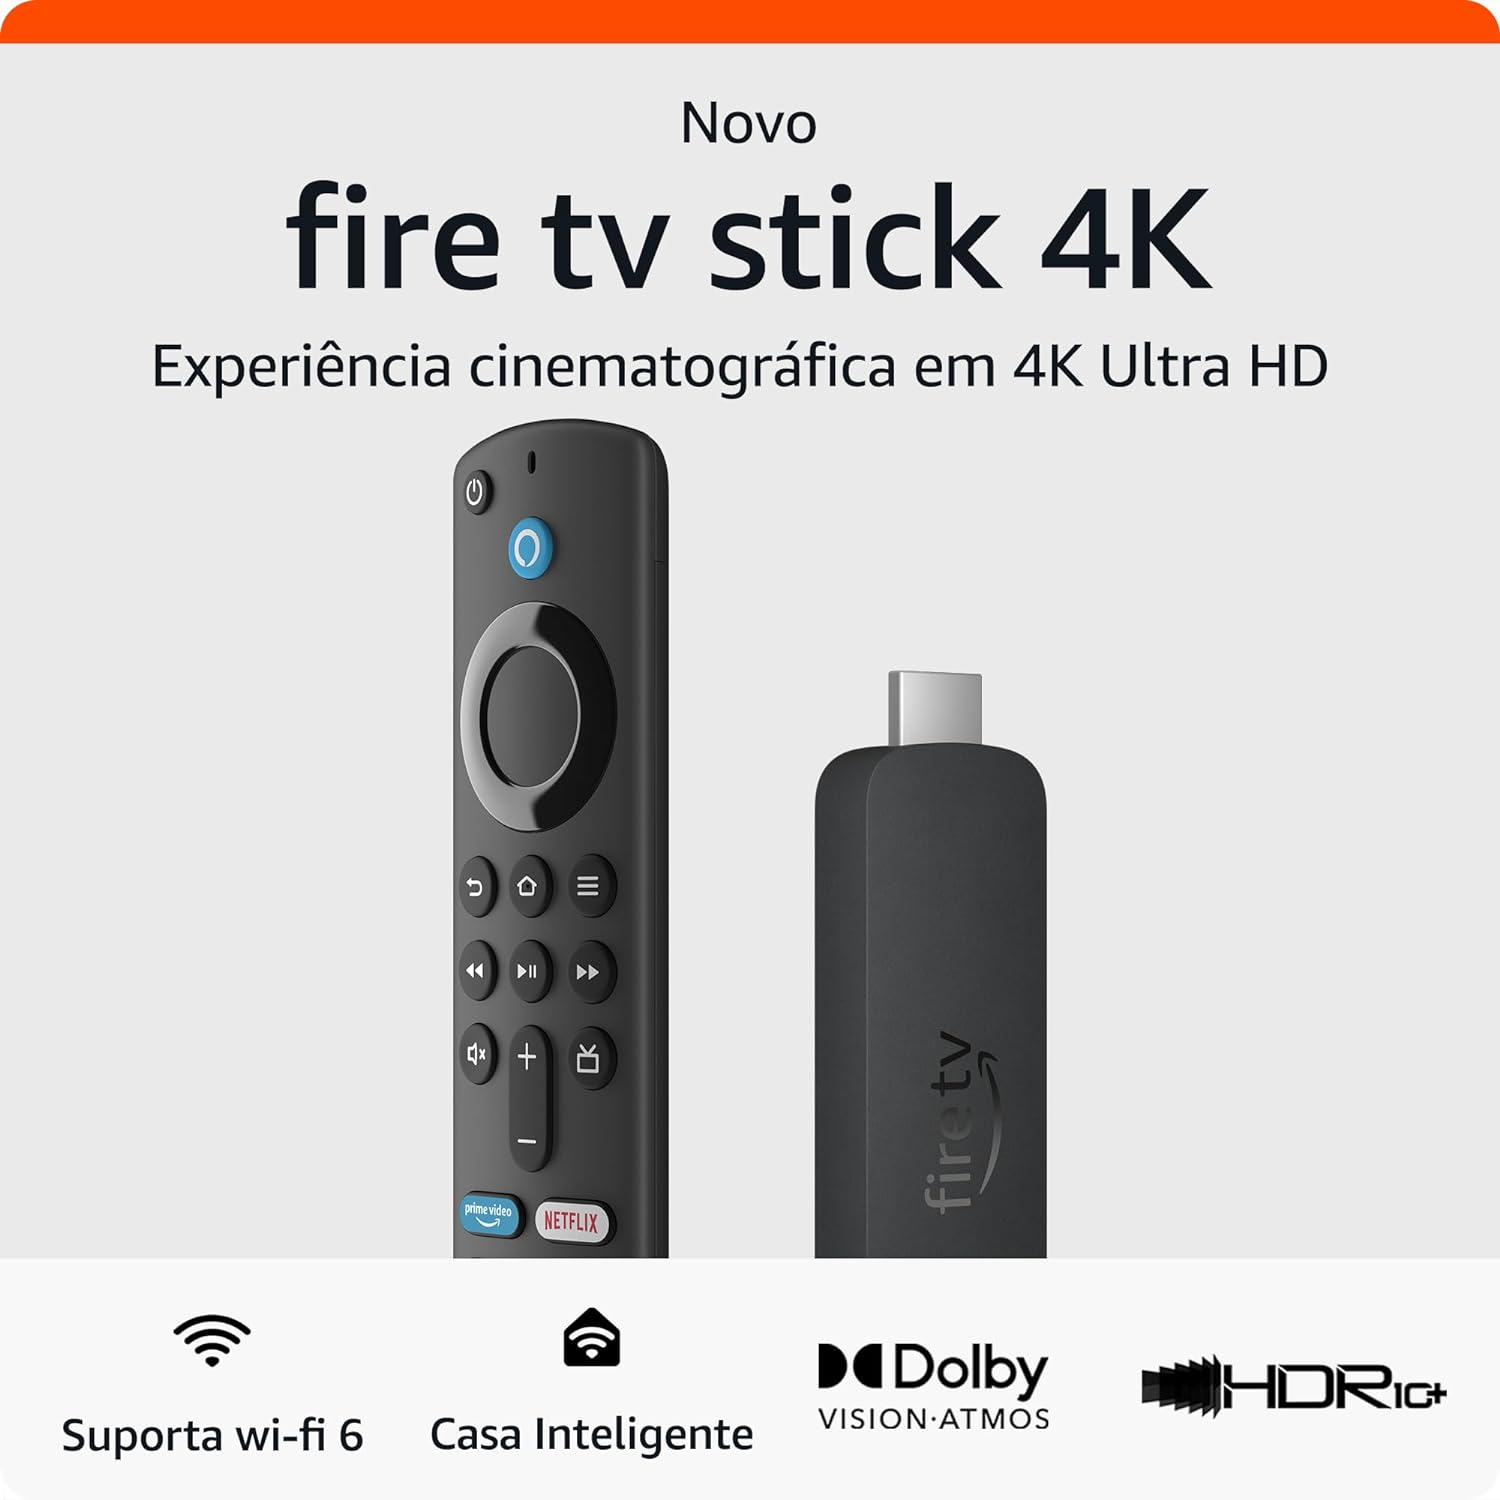 Novo
fire tv stick 4K
Experiência cinematográfica em 4K Ultra HD
prime video
NETFLIX
fire tv
Suporta wi-fi 6
Casa Inteligente
Dolby
VISION·ATMOS
HDR10+